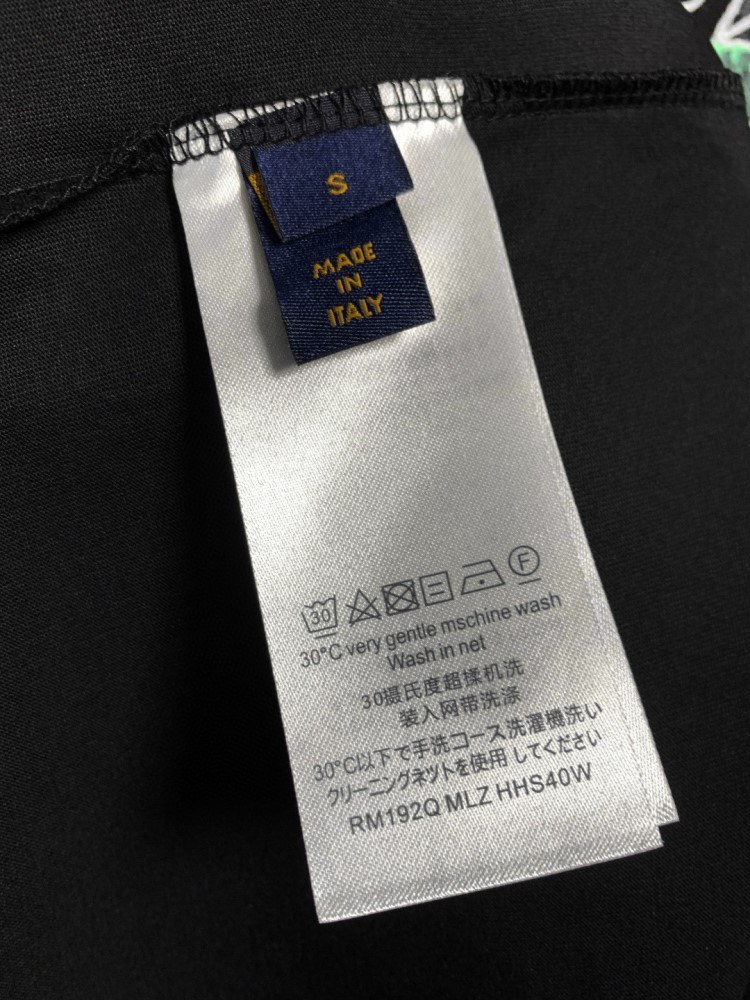 S
MADE
IN
ITALY
30
F
30°C very gentle mschine wash
Wash in net
30摄氏度超揉机洗
装入网带洗涤
30°C以下で手洗コース洗濯機洗い
クリーニングネットを使用してください
RM192Q MLZ HHS40W